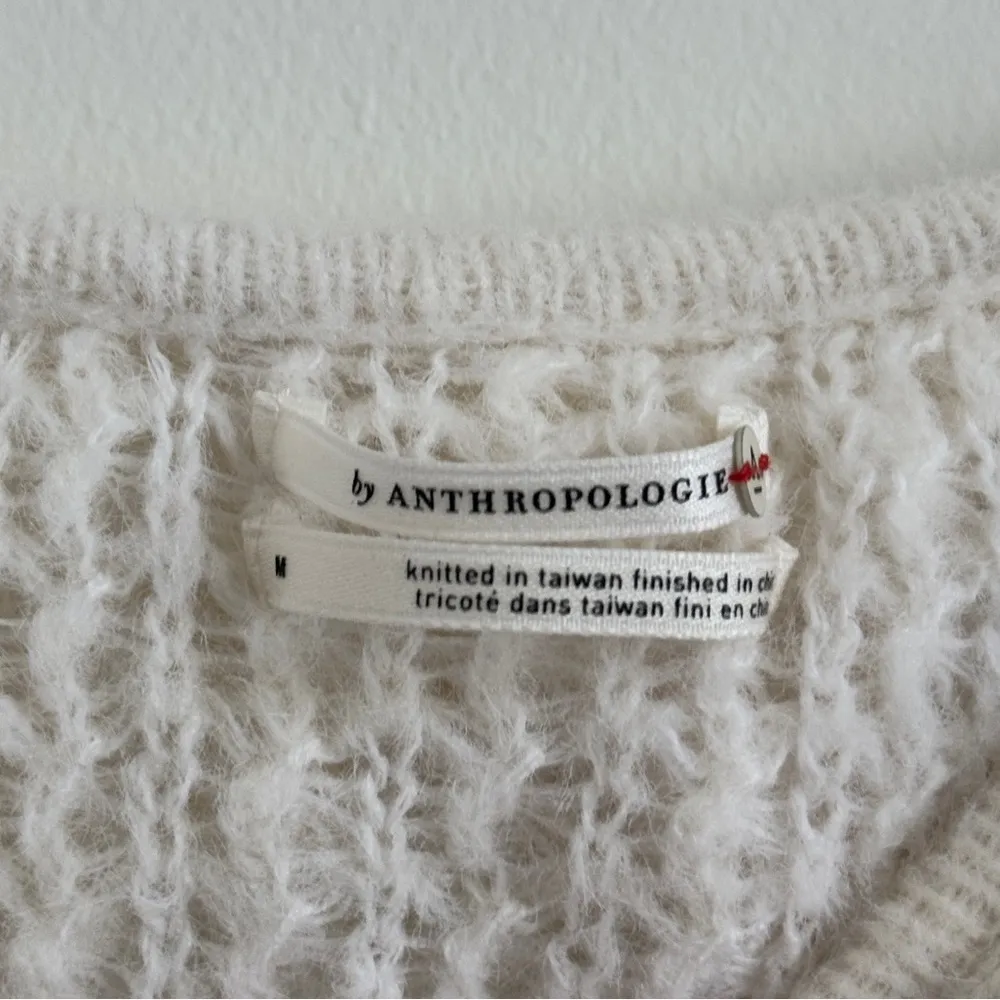 by ANTHROPOLOGIE
M
knitted in taiwan finished in
tricoté dans taiwan fini en